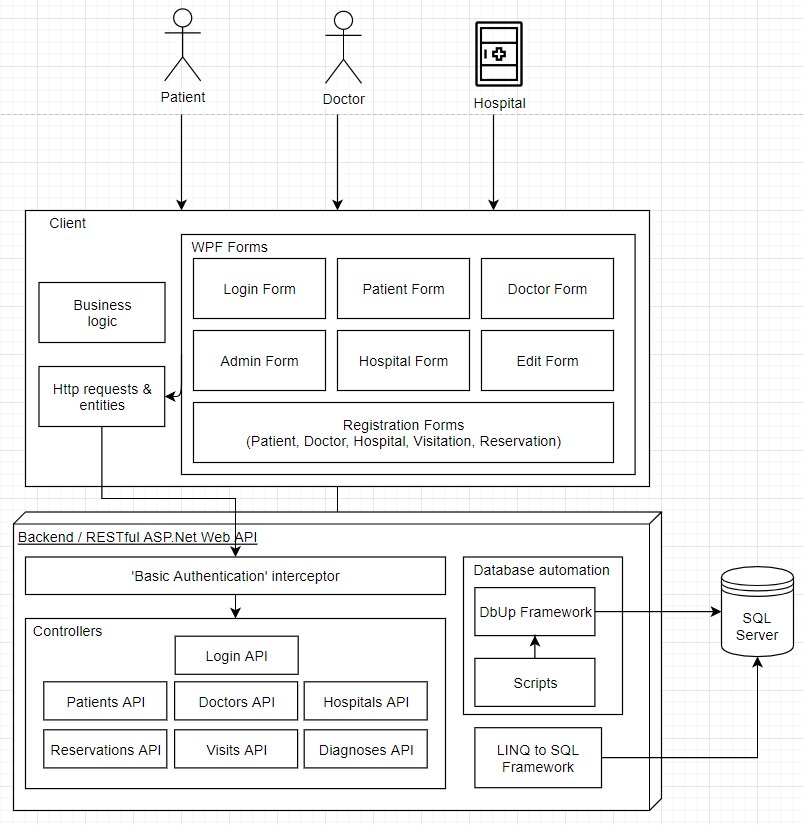 Patient
Doctor
Hospital
Client
WPF Forms
Login Form
Patient Form
Doctor Form
Business
logic
Admin Form
Hospital Form
Edit Form
Http requests &
entities
Registration Forms
(Patient, Doctor, Hospital, Visitation, Reservation)
Backend / RESTful ASP.Net Web API
'Basic Authentication' interceptor
Controllers
Login API
Patients API
Doctors API
Hospitals API
Reservations API
Visits API
Diagnoses API
Database automation
DbUp Framework
Scripts
LINQ to SQL
Framework
SQL
Server